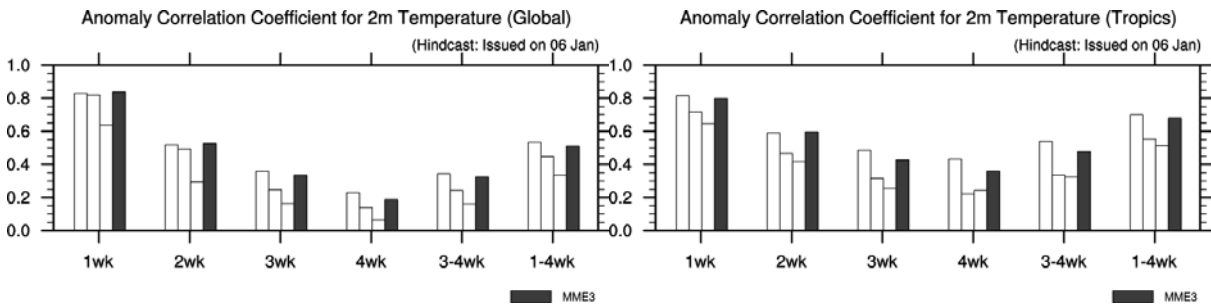 Anomaly Correlation Coefficient for 2m Temperature (Global)
(Hindcast: Issued on 06 Jan)
1.0
0.8
0.6
0.4
0.2
0.0
1wk 2wk 3wk 4wk 3-4wk 1-4wk
MME3
Anomaly Correlation Coefficient for 2m Temperature (Tropics)
(Hindcast: Issued on 06 Jan)
1.0
0.8
0.6
0.4
0.2
0.0
1wk 2wk 3wk 4wk 3-4wk 1-4wk
MME3